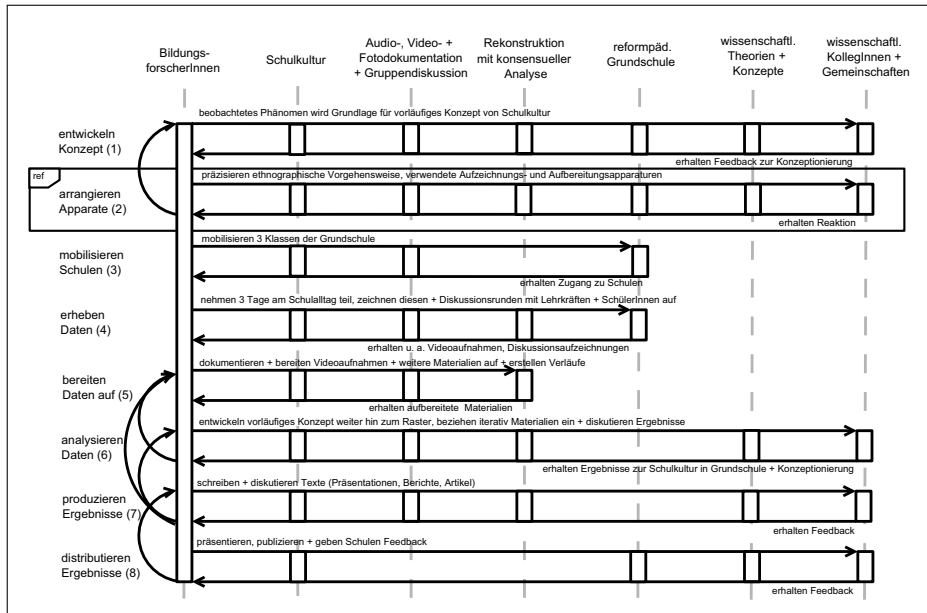 Bildungs-
forscherInnen
Schulkultur
Audio-, Video- +
Fotodokumentation
+ Gruppendiskussion
Rekonstruktion
mit konsensueller
Analyse
reformpäd.
Grundschule
wissenschaftl.
Theorien +
Konzepte
wissenschaftl.
KollegInnen +
Gemeinschaften
beobachtetes Phänomen wird Grundlage für vorläufiges Konzept von Schulkultur
entwickeln
Konzept (1)
erhalten Feedback zur Konzeptionierung
ref
präzisieren ethnographische Vorgehensweise, verwendete Aufzeichnungs- und Aufbereitungsapparaturen
arrangieren
Apparate (2)
erhalten Reaktion
mobilisieren 3 Klassen der Grundschule
mobilisieren
Schulen (3)
erhalten Zugang zu Schulen
nehmen 3 Tage am Schulalltag teil, zeichnen diesen + Diskussionsrunden mit Lehrkräften + SchülerInnen auf
erheben
Daten (4)
erhalten u. a. Videoaufnahmen, Diskussionsaufzeichnungen
dokumentieren + bereiten Videoaufnahmen + weitere Materialien auf + erstellen Verläufe
bereiten
Daten auf (5)
erhalten aufbereitete Materialien
entwickeln vorläufiges Konzept weiter hin zum Raster, beziehen iterativ Materialien ein + diskutieren Ergebnisse
analysieren
Daten (6)
erhalten Ergebnisse zur Schulkultur in Grundschule + Konzeptionierung
schreiben + diskutieren Texte (Präsentationen, Berichte, Artikel)
produzieren
Ergebnisse (7)
erhalten Feedback
präsentieren, publizieren + geben Schulen Feedback
distributieren
Ergebnisse (8)
erhalten Feedback